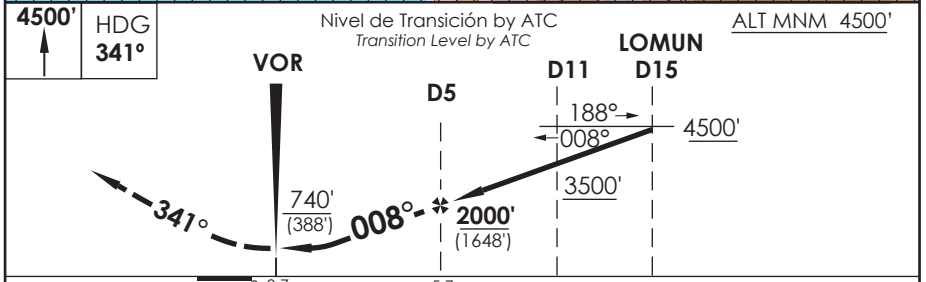 4500'
HDG
341°
Nivel de Transición by ATC
Transition Level by ATC
ALT MNM 4500'
VOR
D5
D11
LOMUN
D15
188°
008°
4500'
3500'
341°
740'
(388')
008°
2000'
(1648')